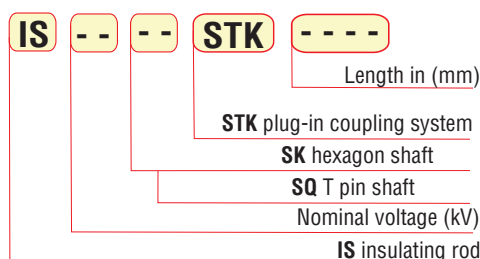 IS - - - - STK - - - -
Length in (mm)
STK plug-in coupling system
SK hexagon shaft
SQ T pin shaft
Nominal voltage (kV)
IS insulating rod